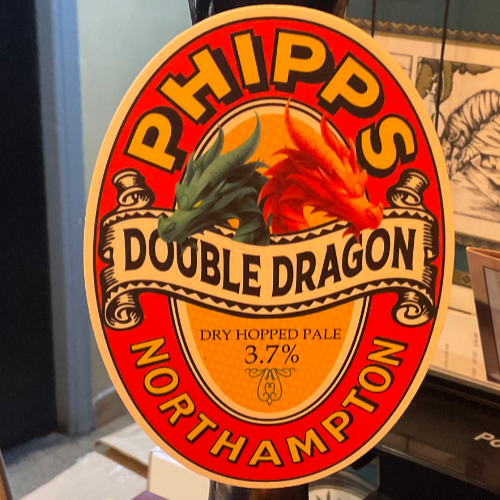 PHIPPS
DOUBLE DRAGON
DRY HOPPED PALE
3.7%
NORTHAMPTON